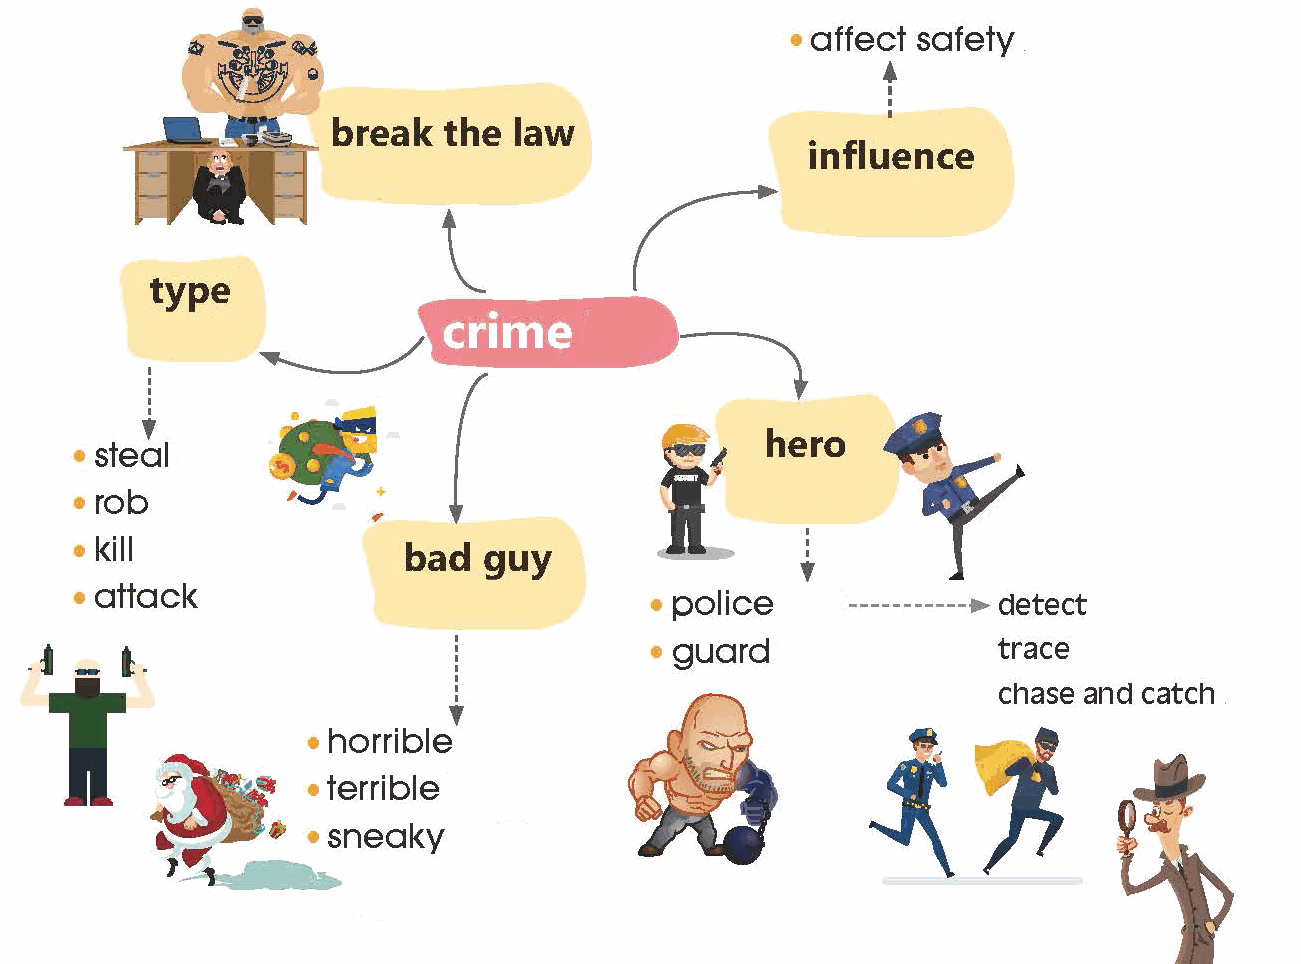 affect safety
break the law
influence
type
crime
steal
rob
kill
attack
hero
SECURITY
bad guy
police
guard
detect
trace
chase and catch
horrible
terrible
sneaky